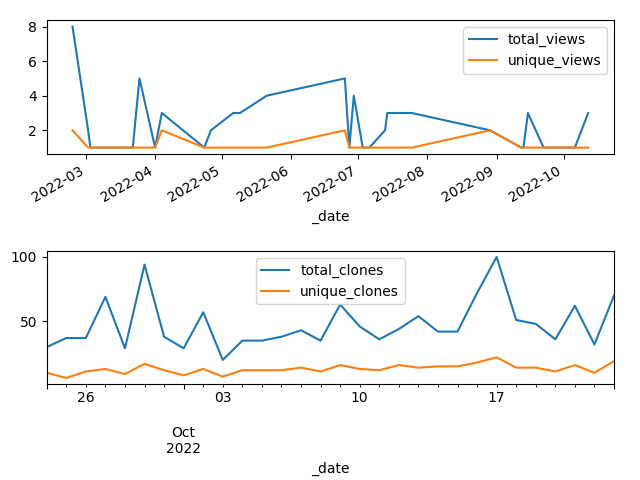 8
6
4
2
total_views
unique_views
2022-03
2022-04
2022-05
2022-06
2022-07
2022-08
2022-09
2022-10
_date
100
50
total_clones
unique_clones
26
03
10
17
Oct
2022
_date